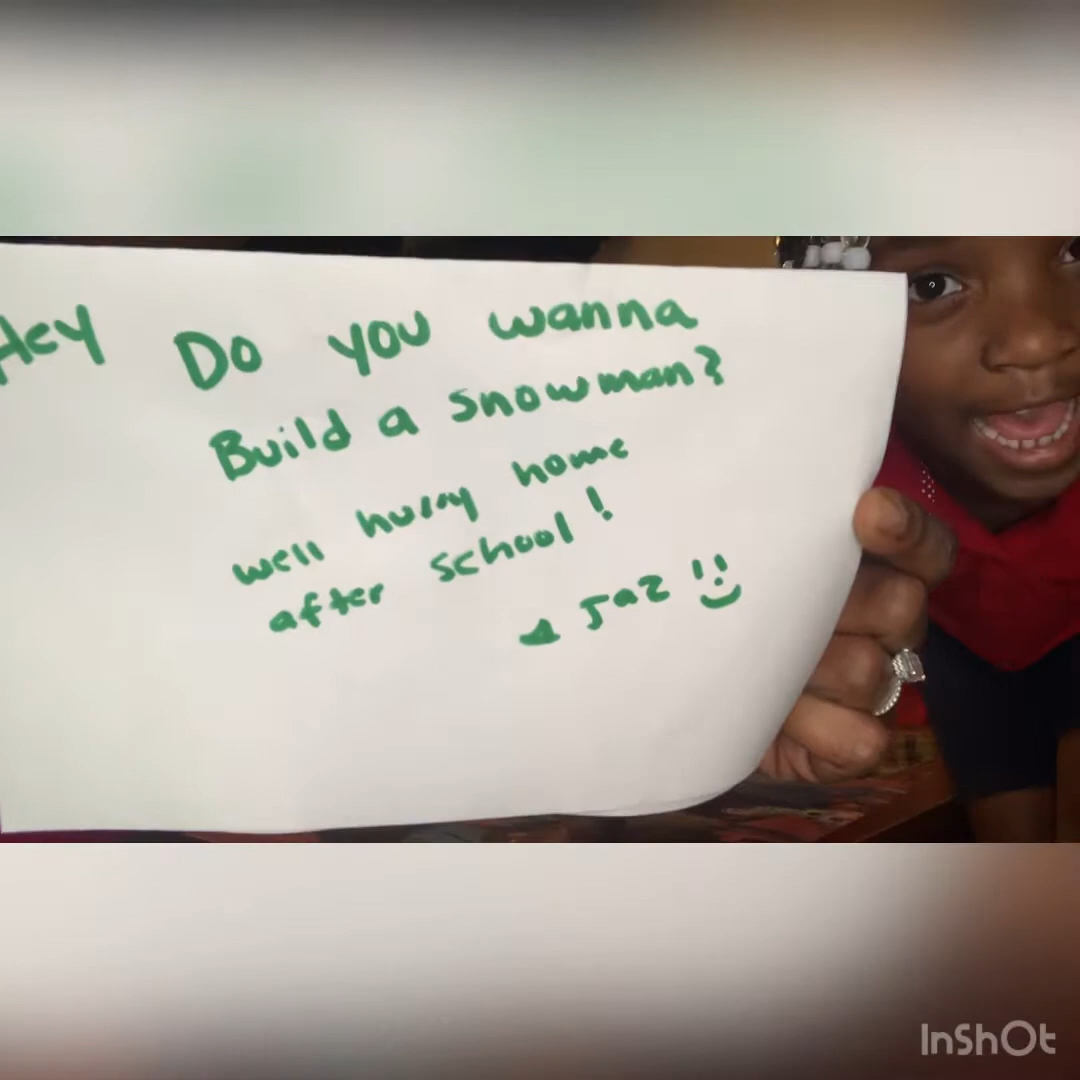 Hey Do you wanna
Build a snowman?
well hurry home
after school!
Jaz
InShOt